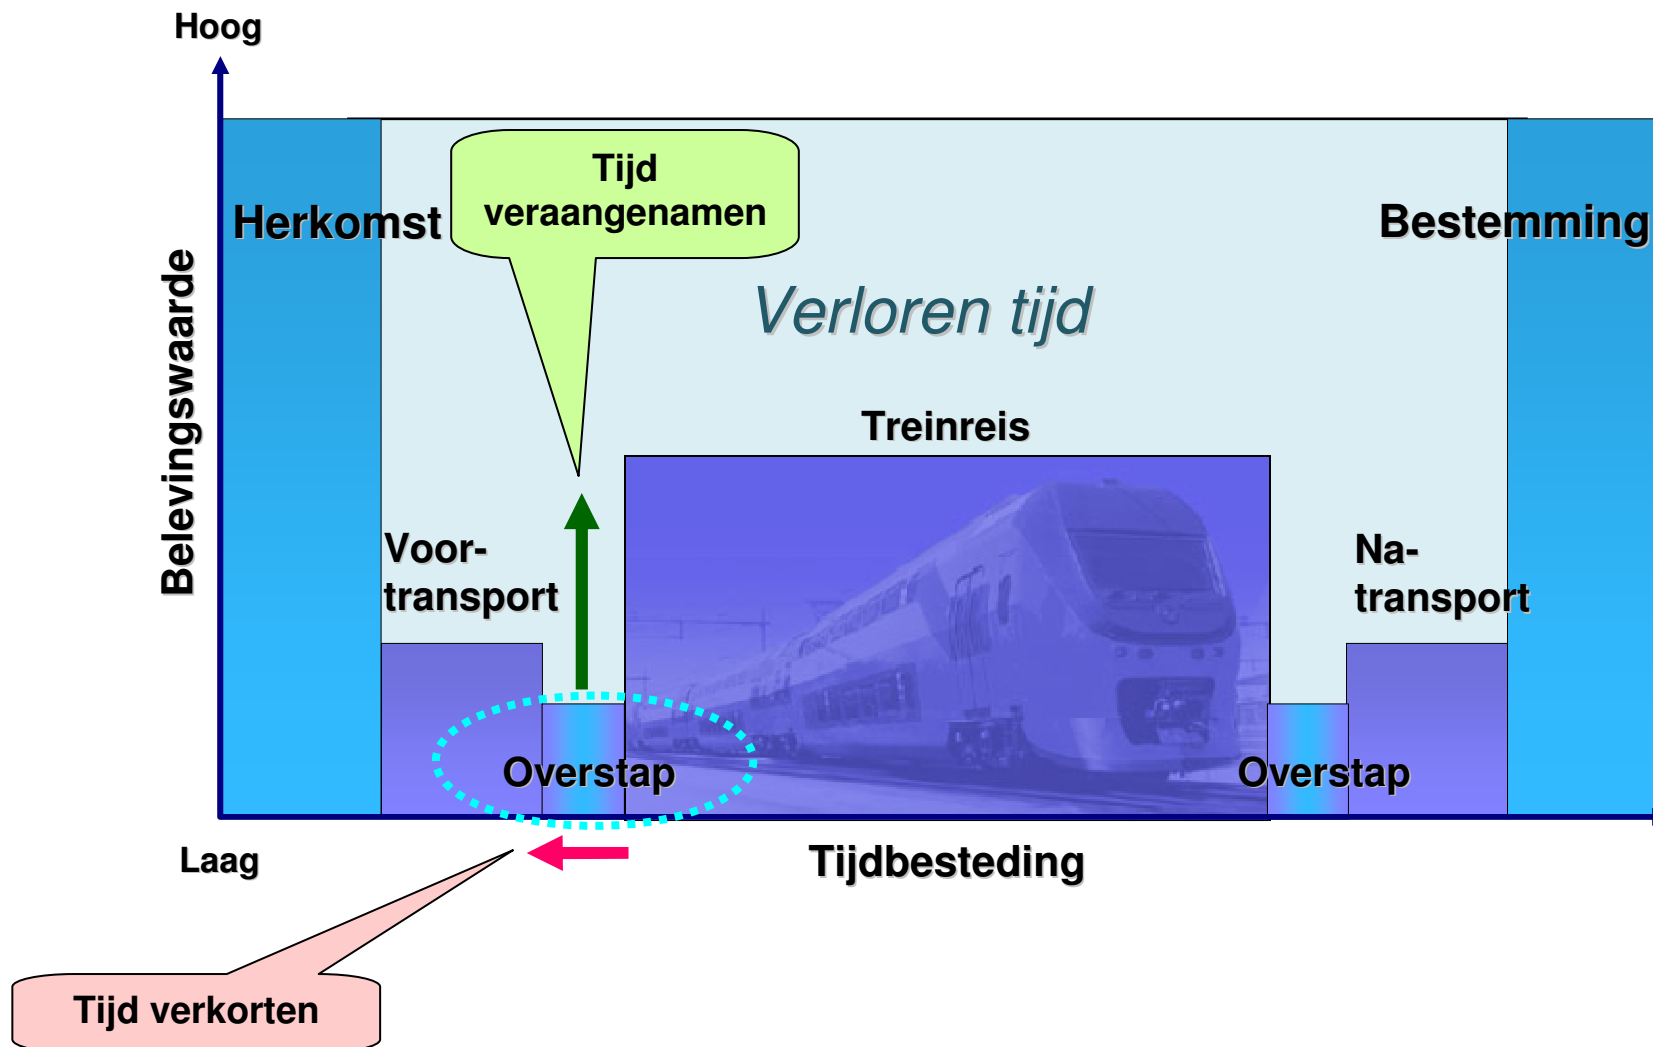 Hoog
Tijd
veraangenamen
Herkomst
Bestemming
Belevingswaarde
Verloren tijd
Treinreis
Voor-
transport
Na-
transport
Overstap
Overstap
Laag
Tijdbesteding
Tijd verkorten